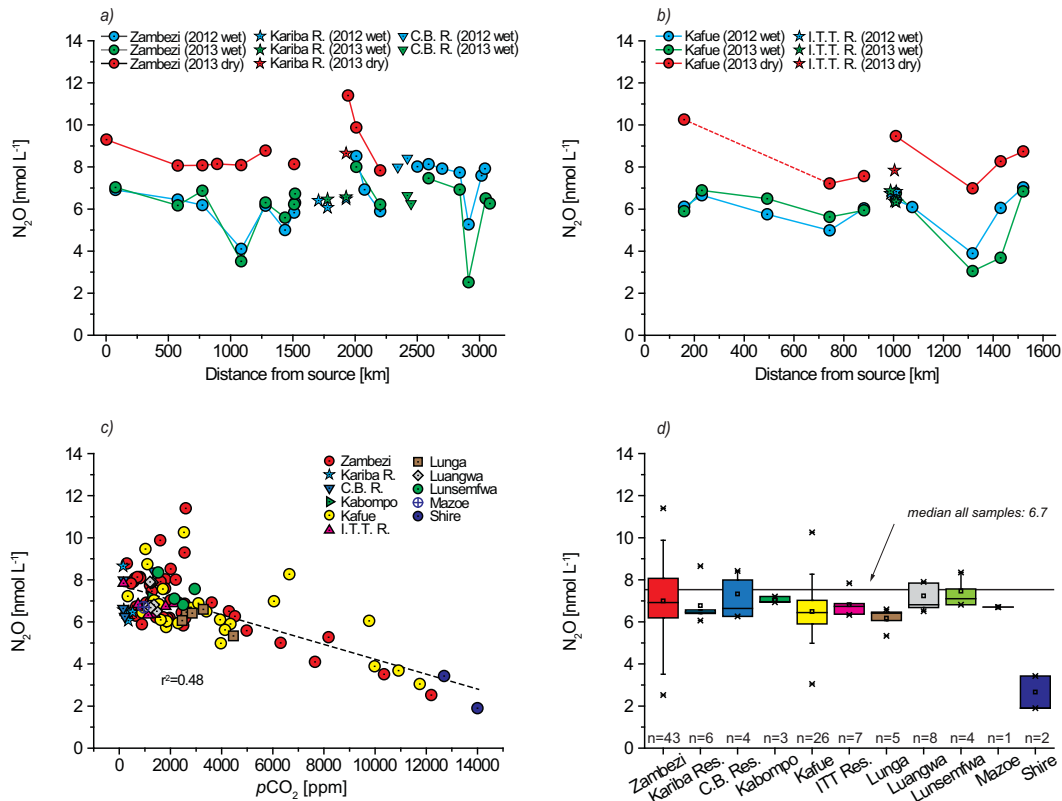 a)
Zambezi (2012 wet) Kariba R. (2012 wet) C.B. R. (2012 wet)
Zambezi (2013 wet) Kariba R. (2013 wet) C.B. R. (2013 wet)
Zambezi (2013 dry) Kariba R. (2013 dry)
N₂O [nmol L⁻¹]
14
12
10
8
6
4
2
0
0 500 1000 1500 2000 2500 3000
Distance from source [km]
b)
Kafue (2012 wet) I.T.T. R. (2012 wet)
Kafue (2013 wet) I.T.T. R. (2013 wet)
Kafue (2013 dry) I.T.T. R. (2013 dry)
N₂O [nmol L⁻¹]
14
12
10
8
6
4
2
0
0 200 400 600 800 1000 1200 1400 1600
Distance from source [km]
c)
Zambezi Lunga
Kariba R. Luangwa
C.B. R. Lunsemfwa
Kabompo Mazoe
Kafue Shire
I.T.T. R.
N₂O [nmol L⁻¹]
14
12
10
8
6
4
2
0
r²=0.48
0 2000 4000 6000 8000 10000 12000 14000
pCO₂ [ppm]
d)
median all samples: 6.7
N₂O [nmol L⁻¹]
14
12
10
8
6
4
2
0
n=43 n=6 n=4 n=3 n=26 n=7 n=5 n=8 n=4 n=1 n=2
Zambezi
Kariba Res.
C.B. Res.
Kabompo
Kafue
ITT Res.
Lunga
Luangwa
Lunsemfwa
Mazoe
Shire